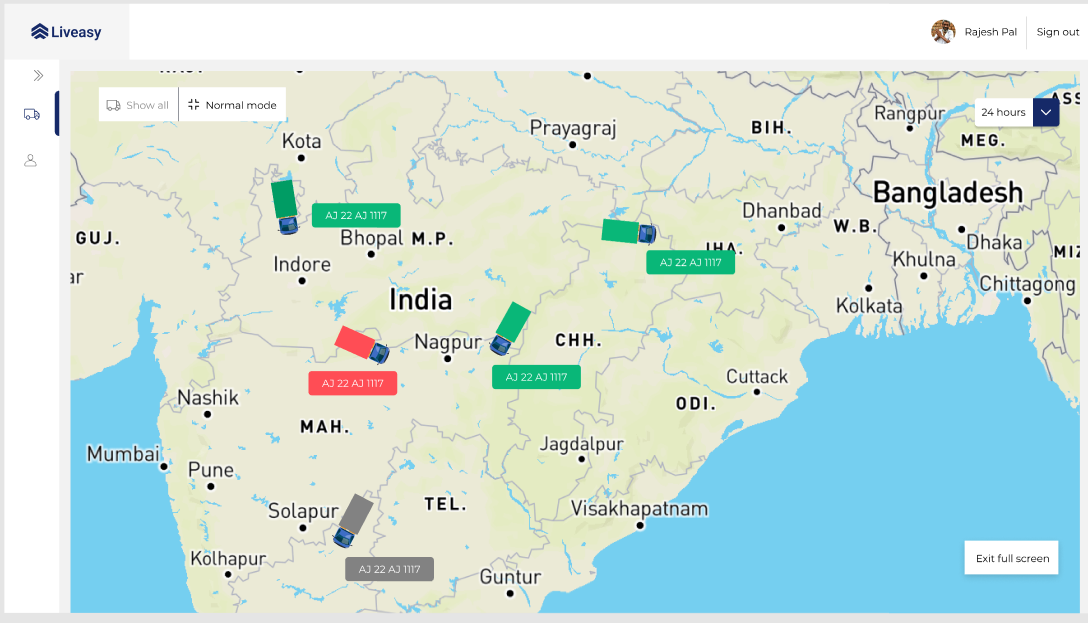 Liveasy
Rajesh Pal
Sign out
Show all
Normal mode
24 hours
Prayagraj
BIH.
Rangpur
ASS
Kota
MEG.
Bangladesh
AJ 22 AJ 1117
Dhanbad
W.B.
GUJ.
Bhopal M.P.
JHA.
Dhaka
MIZ
ar
Indore
AJ 22 AJ 1117
Khulna
Chittagong
India
Kolkata
Nagpur
CHH.
AJ 22 AJ 1117
AJ 22 AJ 1117
Cuttack
Nashik
ODI.
MAH.
Mumbai
Jagdalpur
Pune
Solapur
TEL.
Visakhapatnam
Kolhapur
AJ 22 AJ 1117
Exit full screen
Guntur